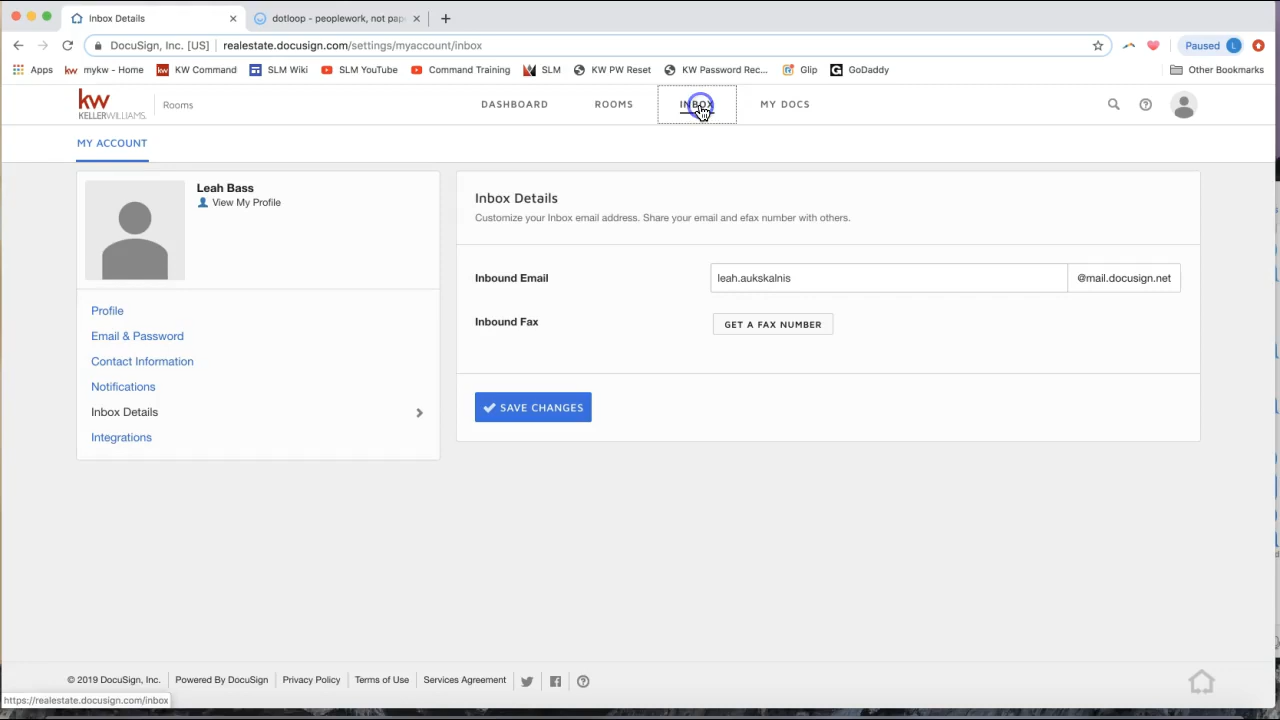 Inbox Details
dotloop - peoplework, not pap
DocuSign, Inc. [US] realestate.docusign.com/settings/myaccount/inbox
Paused L
Apps mykw - Home KW Command SLM Wiki SLM YouTube Command Training SLM KW PW Reset KW Password Rec... Glip GoDaddy Other Bookmarks
kw
KELLERWILLIAMS. Rooms DASHBOARD ROOMS INBOX MY DOCS
MY ACCOUNT
Leah Bass
View My Profile
Profile
Email & Password
Contact Information
Notifications
Inbox Details
Integrations
Inbox Details
Customize your Inbox email address. Share your email and efax number with others.
Inbound Email leah.aukskalnis @mail.docusign.net
Inbound Fax GET A FAX NUMBER
SAVE CHANGES
© 2019 DocuSign, Inc. Powered By DocuSign Privacy Policy Terms of Use Services Agreement
https://realestate.docusign.com/inbox